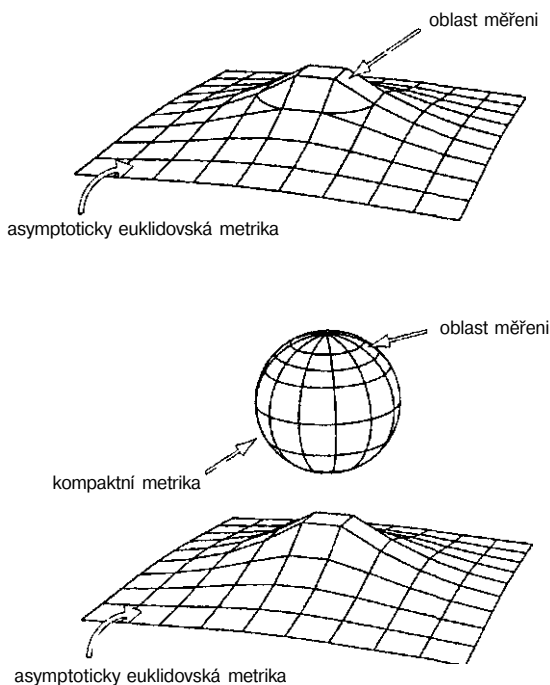 oblast měřeni
asymptoticky euklidovská metrika
oblast měřeni
kompaktní metrika
asymptoticky euklidovská metrika